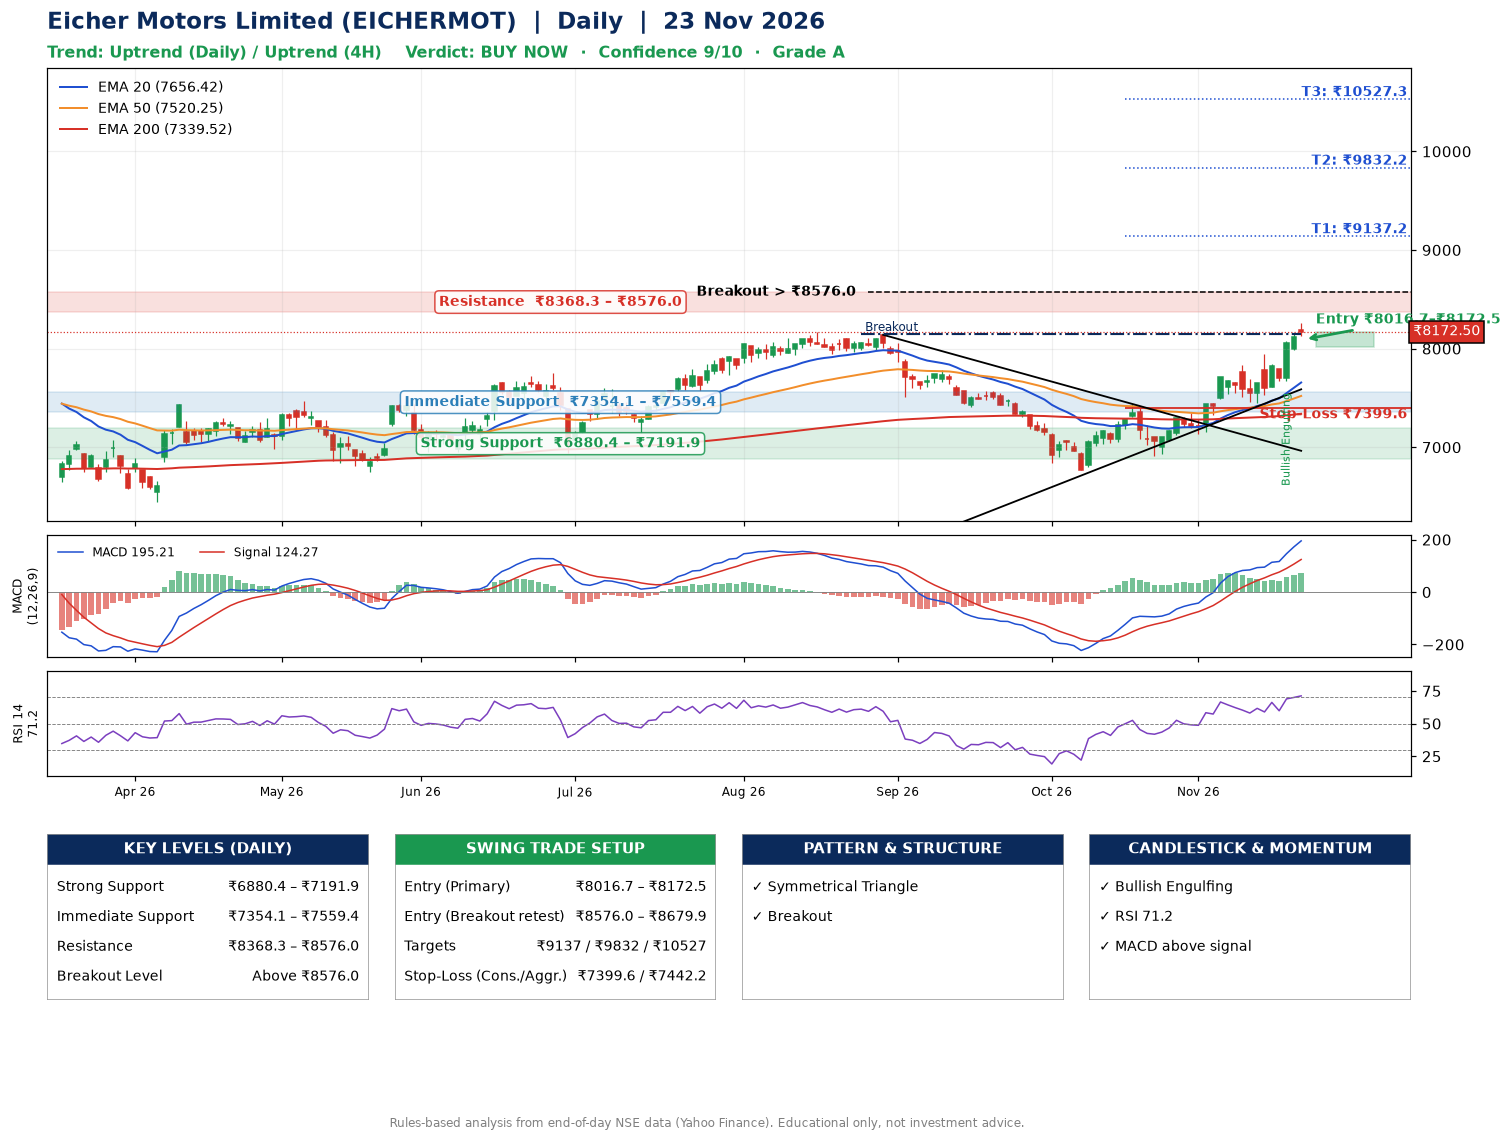 Eicher Motors Limited (EICHERMOT) | Daily | 23 Nov 26
Trend: Uptrend (Daily) / Uptrend (4H) Verdict: BUY NOW · Confidence 9/10 · Grade A
EMA 20 (7656.42)
EMA 50 (7520.25)
EMA 200 (7339.52)
T3: ₹10527.3
10000
T2: ₹9832.2
T1: ₹9137.2
9000
Breakout > ₹8576.0
Resistance ₹8368.3 – ₹8576.0
Entry ₹8016.7–₹8172.5
Breakout
₹8172.50
8000
Immediate Support ₹7354.1 – ₹7559.4
Stop-Loss ₹7399.6
Strong Support ₹6880.4 – ₹7191.9
7000
Bullish Engulfing
MACD 195.21 Signal 124.27
MACD
(12,26,9)
200
0
−200
RSI 14
71.2
75
50
25
Apr 26 May 26 Jun 26 Jul 26 Aug 26 Sep 26 Oct 26 Nov 26
KEY LEVELS (DAILY)
Strong Support ₹6880.4 – ₹7191.9
Immediate Support ₹7354.1 – ₹7559.4
Resistance ₹8368.3 – ₹8576.0
Breakout Level Above ₹8576.0
SWING TRADE SETUP
Entry (Primary) ₹8016.7 – ₹8172.5
Entry (Breakout retest) ₹8576.0 – ₹8679.9
Targets ₹9137 / ₹9832 / ₹10527
Stop-Loss (Cons./Aggr.) ₹7399.6 / ₹7442.2
PATTERN & STRUCTURE
✓ Symmetrical Triangle
✓ Breakout
CANDLESTICK & MOMENTUM
✓ Bullish Engulfing
✓ RSI 71.2
✓ MACD above signal
Rules-based analysis from end-of-day NSE data (Yahoo Finance). Educational only, not investment advice.